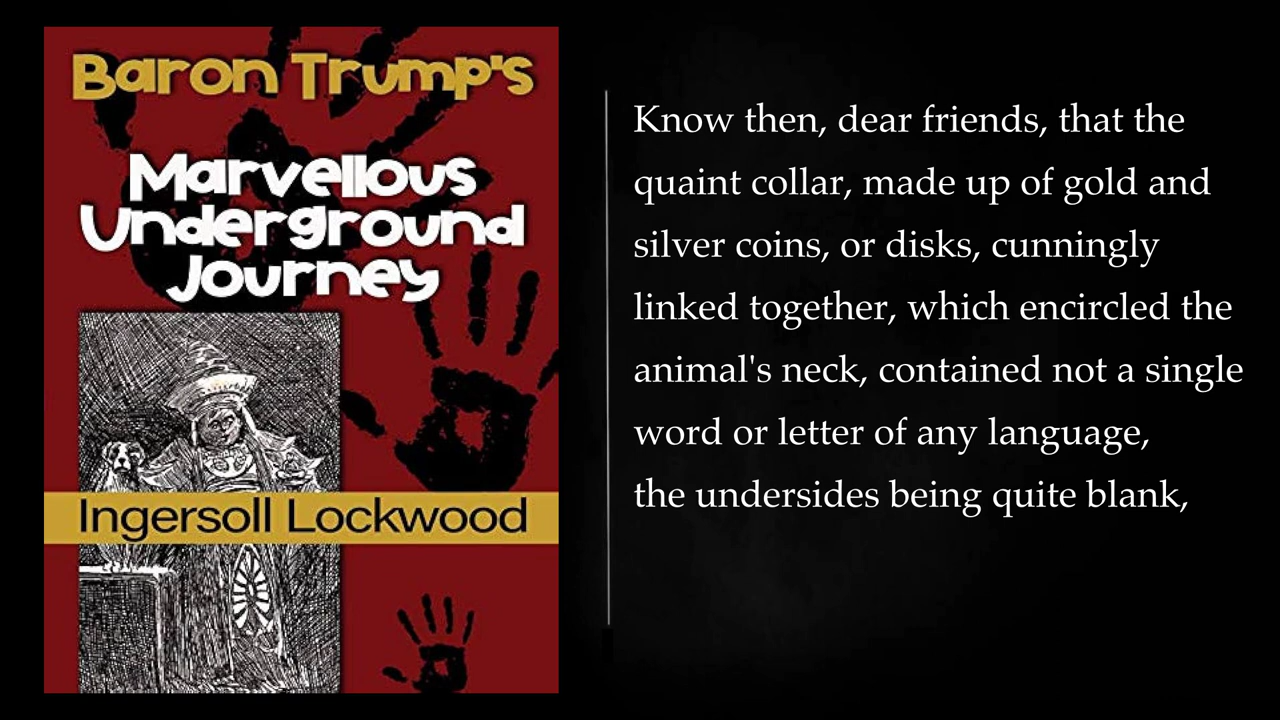 Baron Trump's
Marvellous
Underground
Journey
Ingersoll Lockwood
Know then, dear friends, that the
quaint collar, made up of gold and
silver coins, or disks, cunningly
linked together, which encircled the
animal's neck, contained not a single
word or letter of any language,
the undersides being quite blank,